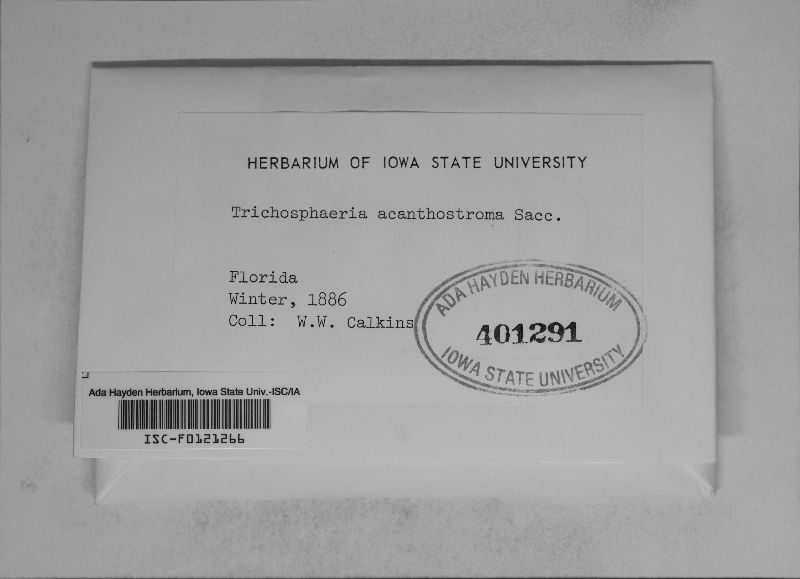 HERBARIUM OF IOWA STATE UNIVERSITY
Trichosphaeria acanthostroma Sacc.
Florida
Winter, 1886
Coll: W.W. Calkins
ADA HAYDEN HERBARIUM
401291
IOWA STATE UNIVERSITY
Ada Hayden Herbarium, Iowa State Univ.-ISC/IA
ISC-F0121266